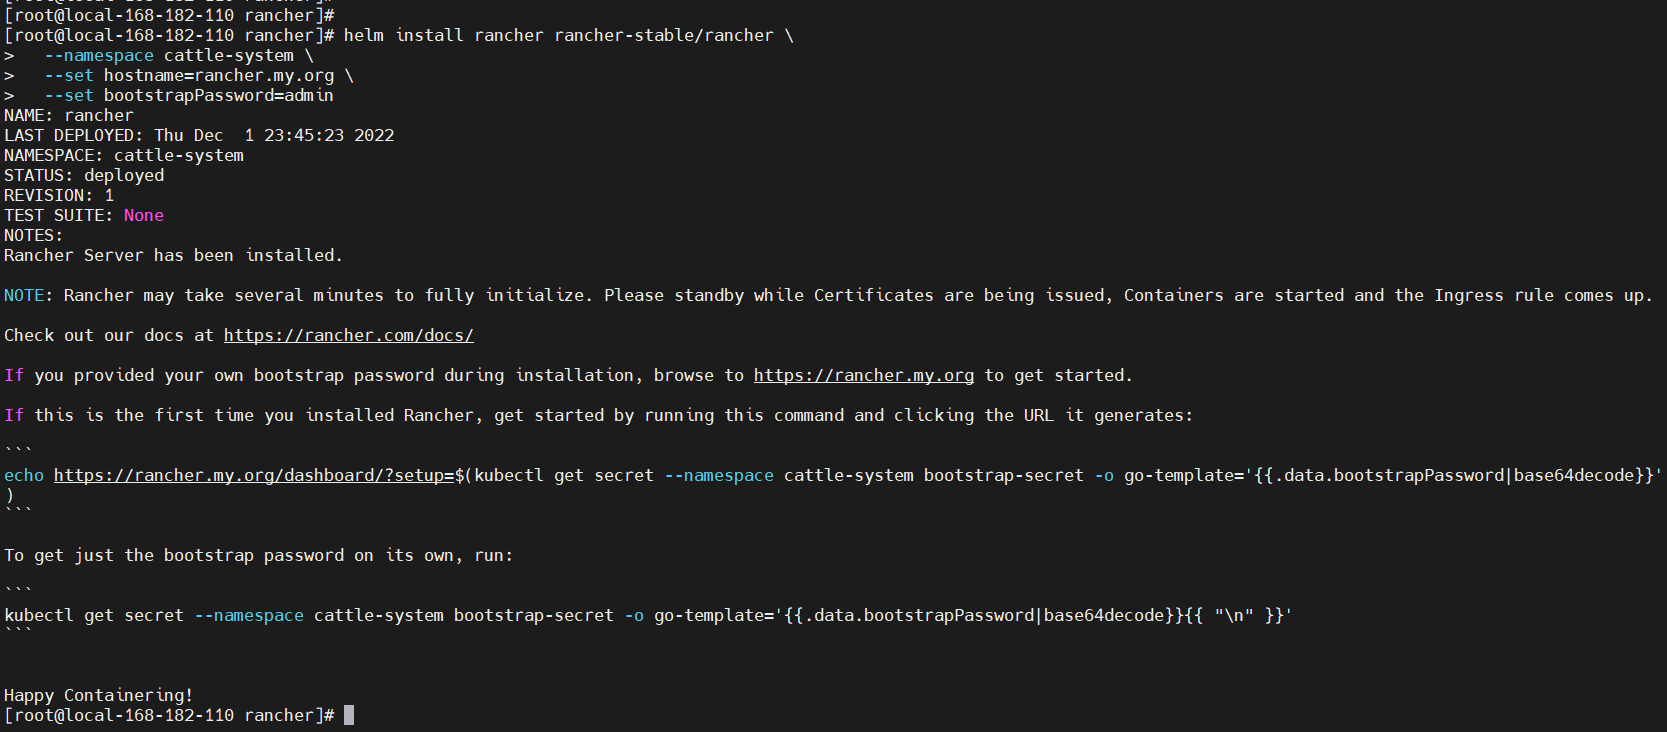 [root@local-168-182-110 rancher]#
[root@local-168-182-110 rancher]#
[root@local-168-182-110 rancher]# helm install rancher rancher-stable/rancher \
>   --namespace cattle-system \
>   --set hostname=rancher.my.org \
>   --set bootstrapPassword=admin
NAME: rancher
LAST DEPLOYED: Thu Dec  1 23:45:23 2022
NAMESPACE: cattle-system
STATUS: deployed
REVISION: 1
TEST SUITE: None
NOTES:
Rancher Server has been installed.
NOTE: Rancher may take several minutes to fully initialize. Please standby while Certificates are being issued, Containers are started and the Ingress rule comes up.
Check out our docs at https://rancher.com/docs/
If you provided your own bootstrap password during installation, browse to https://rancher.my.org to get started.
If this is the first time you installed Rancher, get started by running this command and clicking the URL it generates:
```
echo https://rancher.my.org/dashboard/?setup=$(kubectl get secret --namespace cattle-system bootstrap-secret -o go-template='{{.data.bootstrapPassword|base64decode}}'
)
```
To get just the bootstrap password on its own, run:
```
kubectl get secret --namespace cattle-system bootstrap-secret -o go-template='{{.data.bootstrapPassword|base64decode}}{{ "\n" }}'
```
Happy Containering!
[root@local-168-182-110 rancher]#